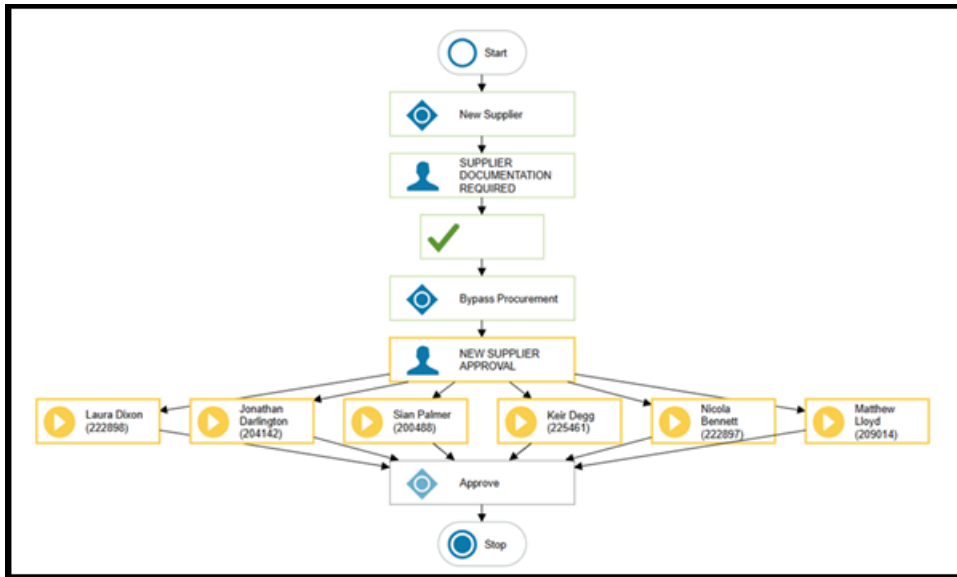 Start
New Supplier
SUPPLIER
DOCUMENTATION
REQUIRED
Bypass Procurement
NEW SUPPLIER
APPROVAL
Laura Dixon
(222898)
Jonathan
Darlington
(204142)
Sian Palmer
(200488)
Keir Degg
(225461)
Nicola
Bennett
(222897)
Matthew
Lloyd
(209014)
Approve
Stop